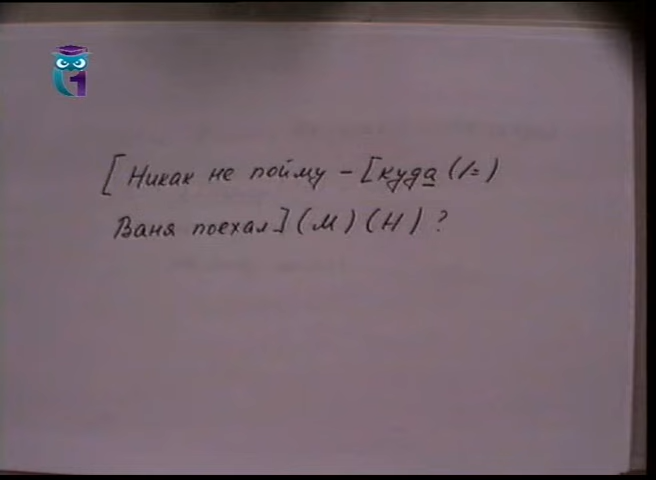 1
[Никак не пойму – [куда (/=)
Ваня поехал] (М) (Н) ?